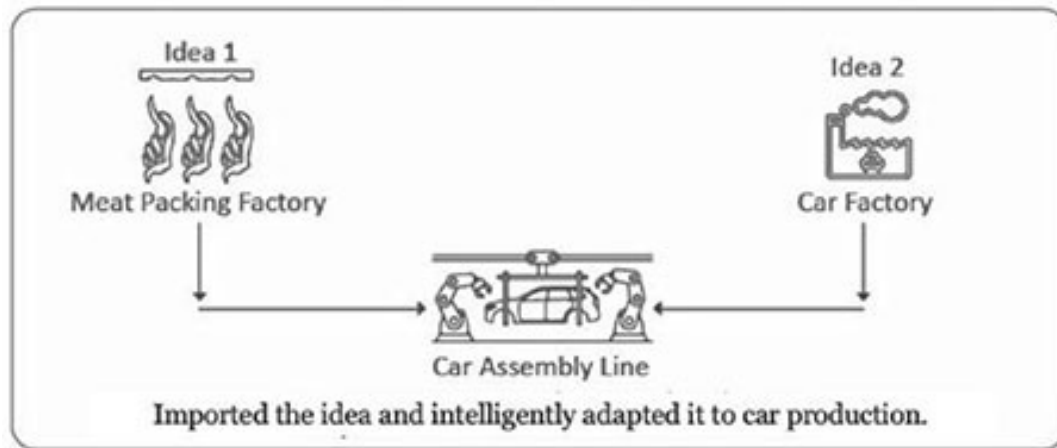 Idea 1
Idea 2
Meat Packing Factory
Car Factory
Car Assembly Line
Imported the idea and intelligently adapted it to car production.